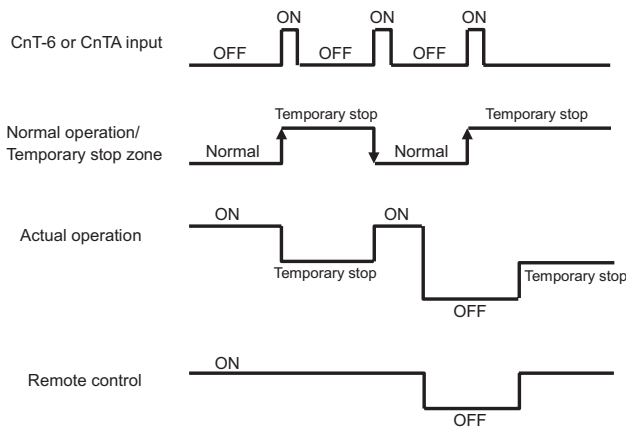 ON ON ON
CnT-6 or CnTA input
OFF OFF OFF
Temporary stop Temporary stop
Normal operation/
Temporary stop zone
Normal Normal
ON ON
Actual operation
Temporary stop Temporary stop
OFF
ON
Remote control
OFF